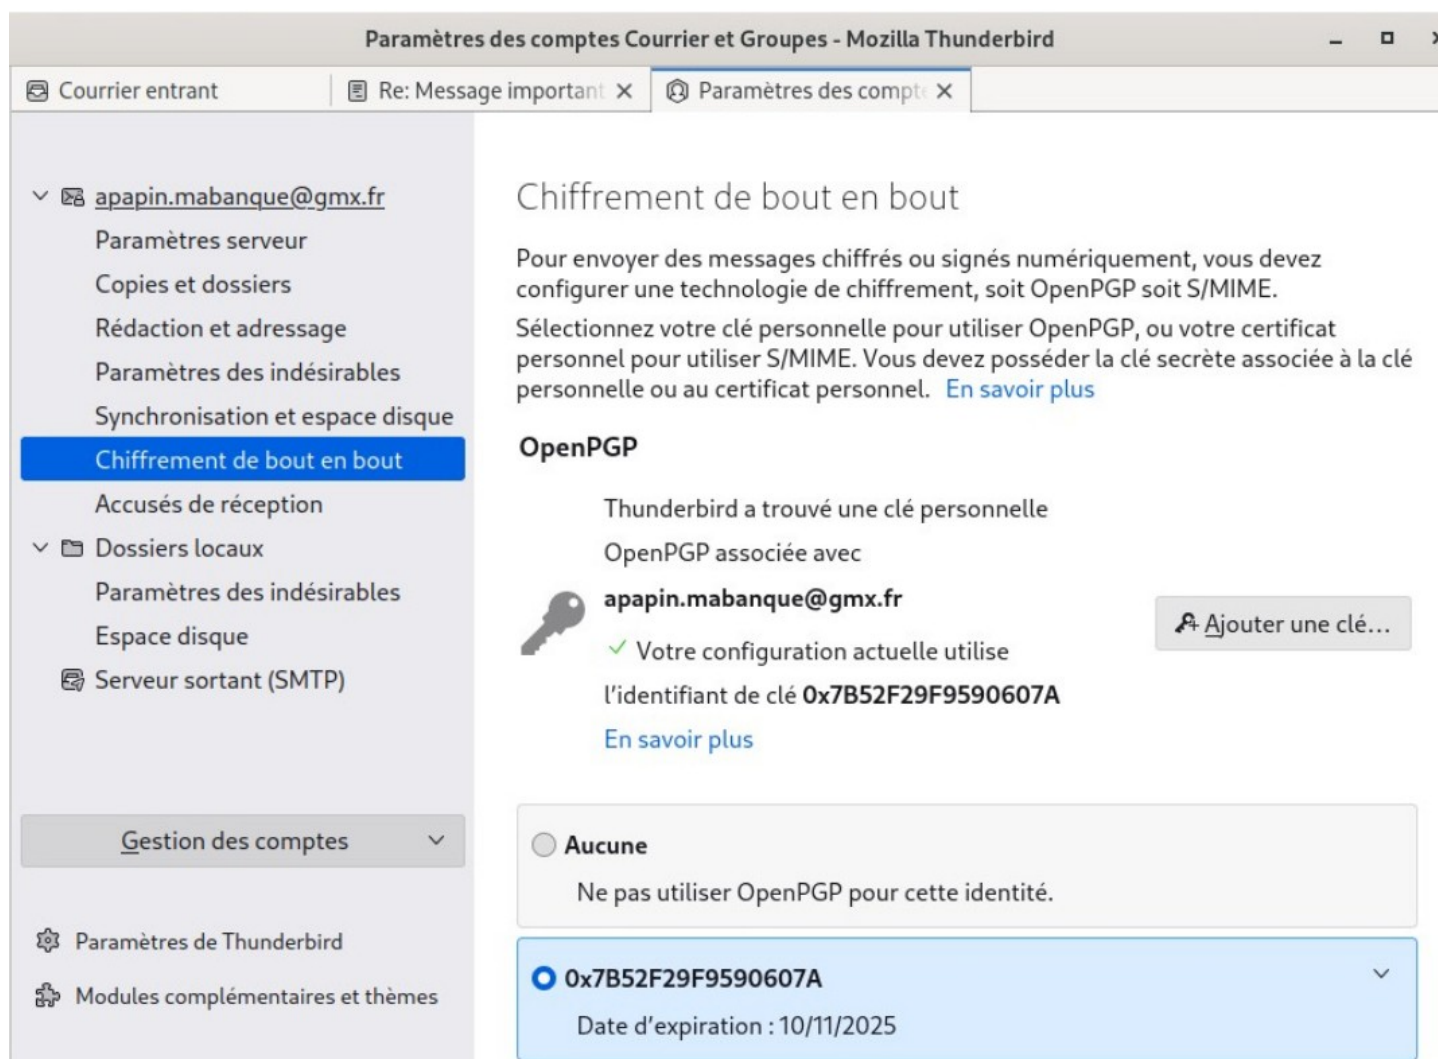 Paramètres des comptes Courrier et Groupes - Mozilla Thunderbird
Courrier entrant
Re: Message important
Paramètres des compte
apapin.mabanque@gmx.fr
Paramètres serveur
Copies et dossiers
Rédaction et adressage
Paramètres des indésirables
Synchronisation et espace disque
Chiffrement de bout en bout
Accusés de réception
Dossiers locaux
Paramètres des indésirables
Espace disque
Serveur sortant (SMTP)
Gestion des comptes
Paramètres de Thunderbird
Modules complémentaires et thèmes
Chiffrement de bout en bout
Pour envoyer des messages chiffrés ou signés numériquement, vous devez
configurer une technologie de chiffrement, soit OpenPGP soit S/MIME.
Sélectionnez votre clé personnelle pour utiliser OpenPGP, ou votre certificat
personnel pour utiliser S/MIME. Vous devez posséder la clé secrète associée à la clé
personnelle ou au certificat personnel. En savoir plus
OpenPGP
Thunderbird a trouvé une clé personnelle
OpenPGP associée avec
apapin.mabanque@gmx.fr
Votre configuration actuelle utilise
l’identifiant de clé 0x7B52F29F9590607A
En savoir plus
Ajouter une clé…
Aucune
Ne pas utiliser OpenPGP pour cette identité.
0x7B52F29F9590607A
Date d’expiration : 10/11/2025